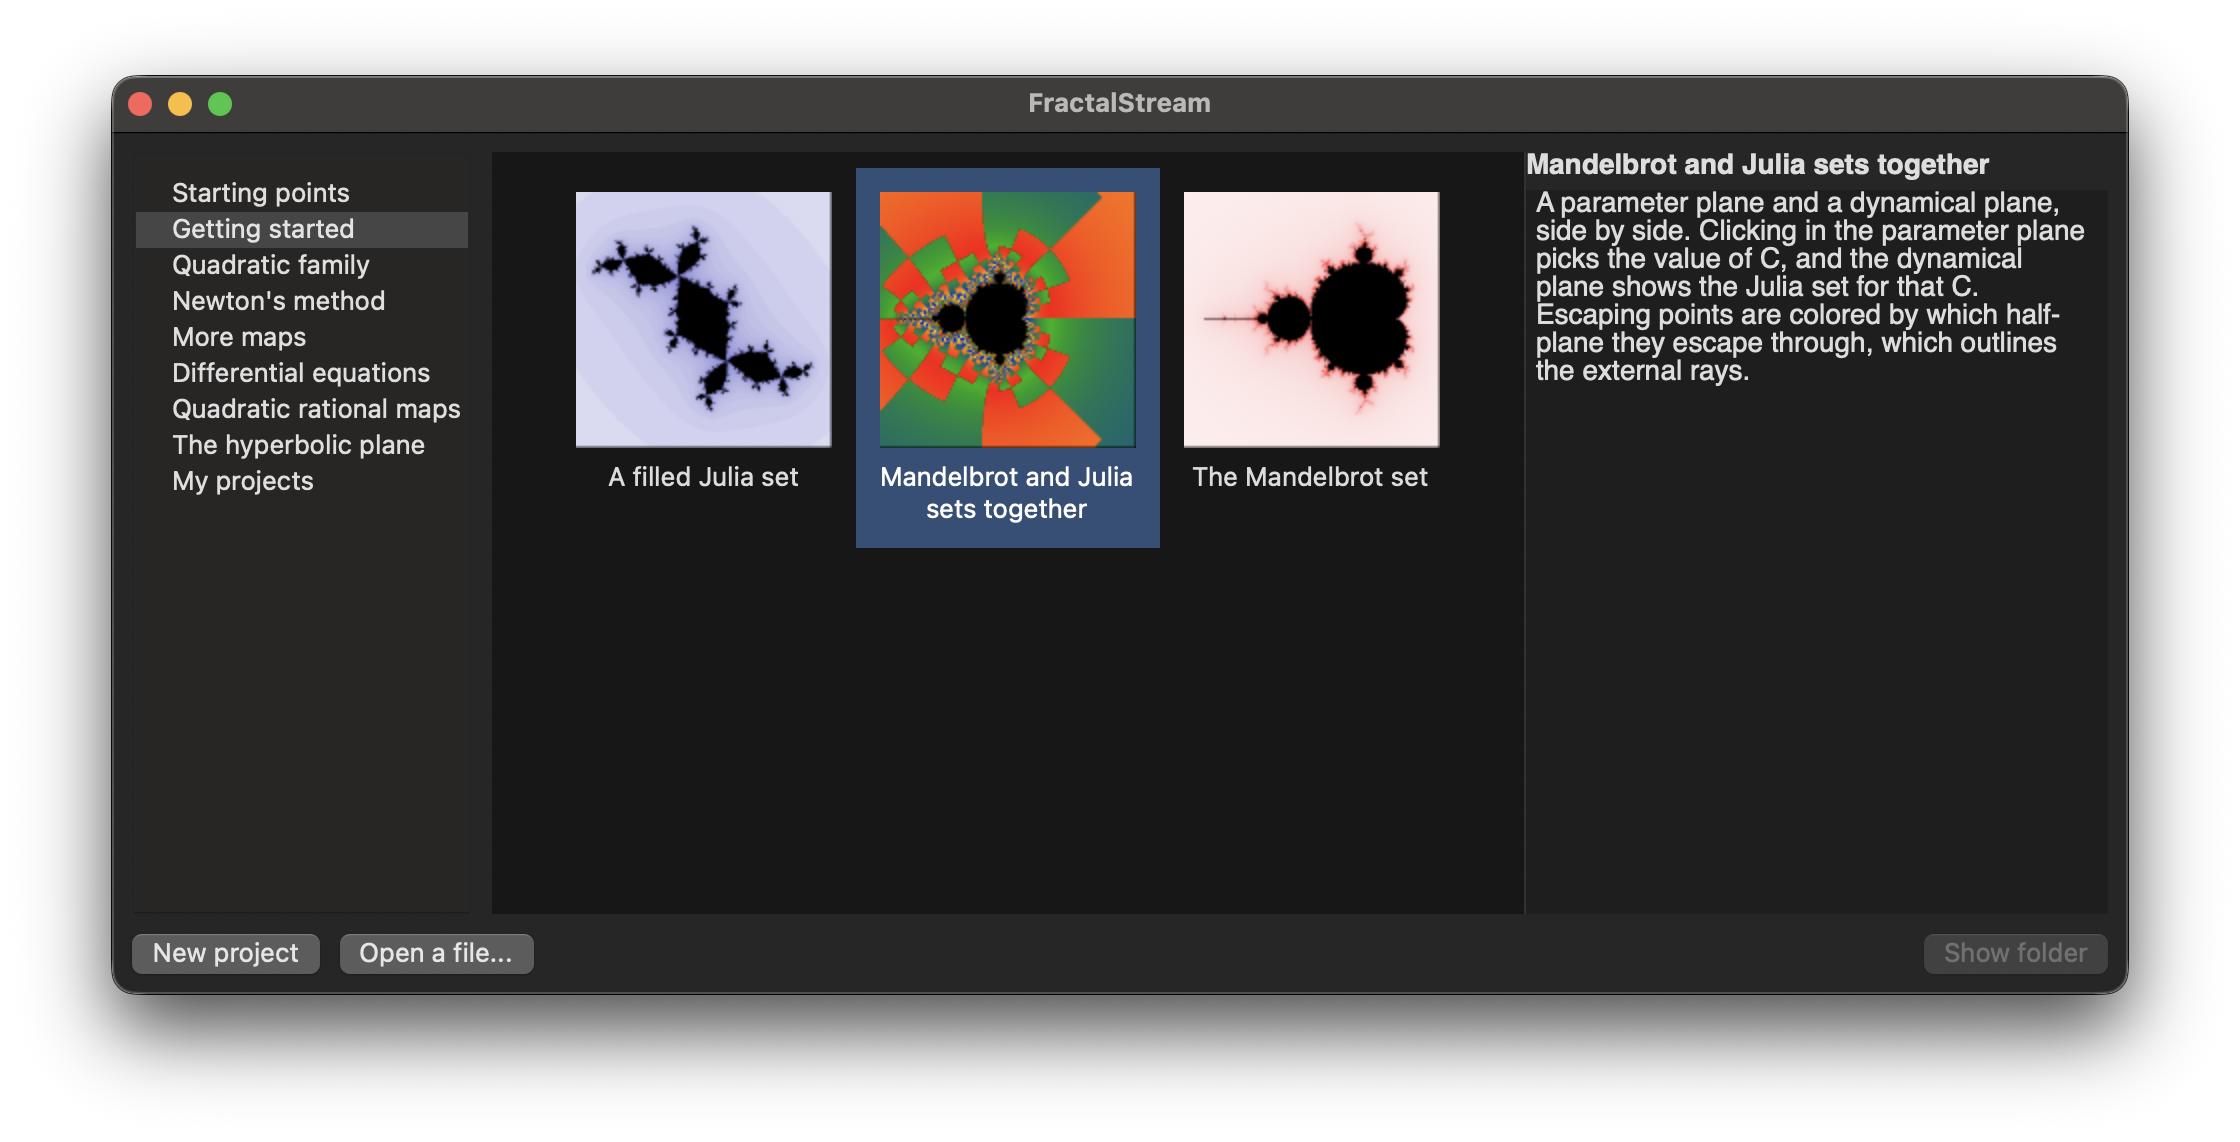 FractalStream
Starting points
Getting started
Quadratic family
Newton's method
More maps
Differential equations
Quadratic rational maps
The hyperbolic plane
My projects
A filled Julia set
Mandelbrot and Julia
sets together
The Mandelbrot set
Mandelbrot and Julia sets together
A parameter plane and a dynamical plane,
side by side. Clicking in the parameter plane
picks the value of C, and the dynamical
plane shows the Julia set for that C.
Escaping points are colored by which half-
plane they escape through, which outlines
the external rays.
New project
Open a file...
Show folder